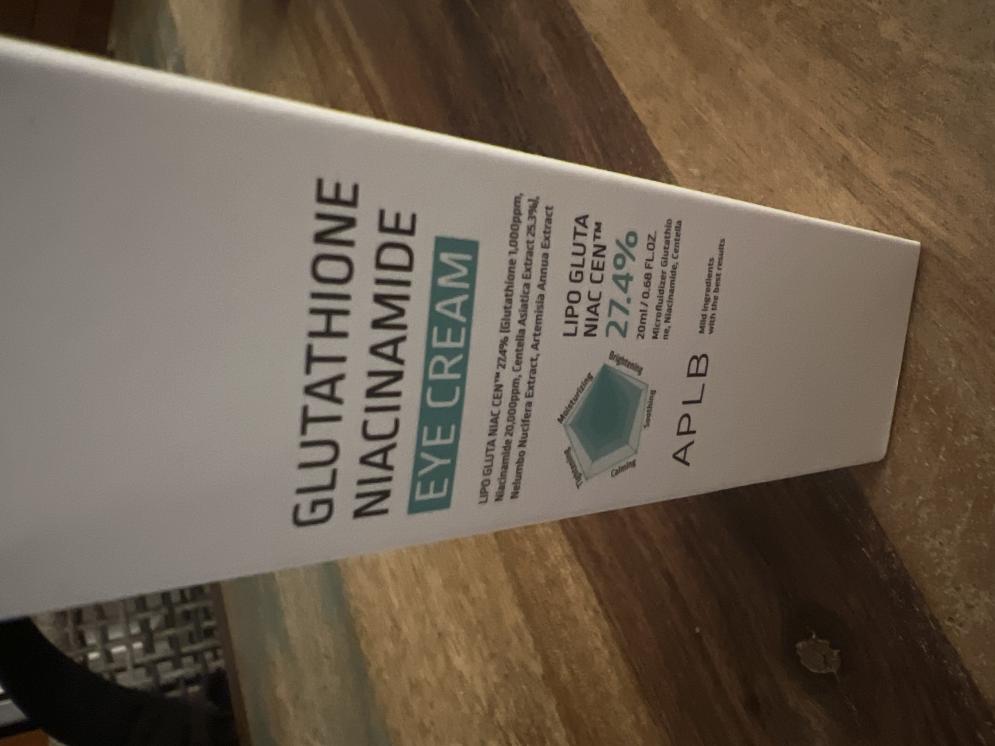 GLUTATHIONE
NIACINAMIDE
EYE CREAM
LIPO GLUTA NIAC CEN™ 27.4% [Glutathione 1,000ppm,
Niacinamide 20,000ppm, Centella Asiatica Extract 25.3%],
Nelumbo Nucifera Extract, Artemisia Annua Extract
Moisturizing
Brightening
Soothing
Calming
LIPO GLUTA
NIAC CEN™
27.4%
20ml / 0.68 FL.OZ.
Microfluidizer Glutathio
ne, Niacinamide, Centella
APLB
Mild ingredients
with the best results